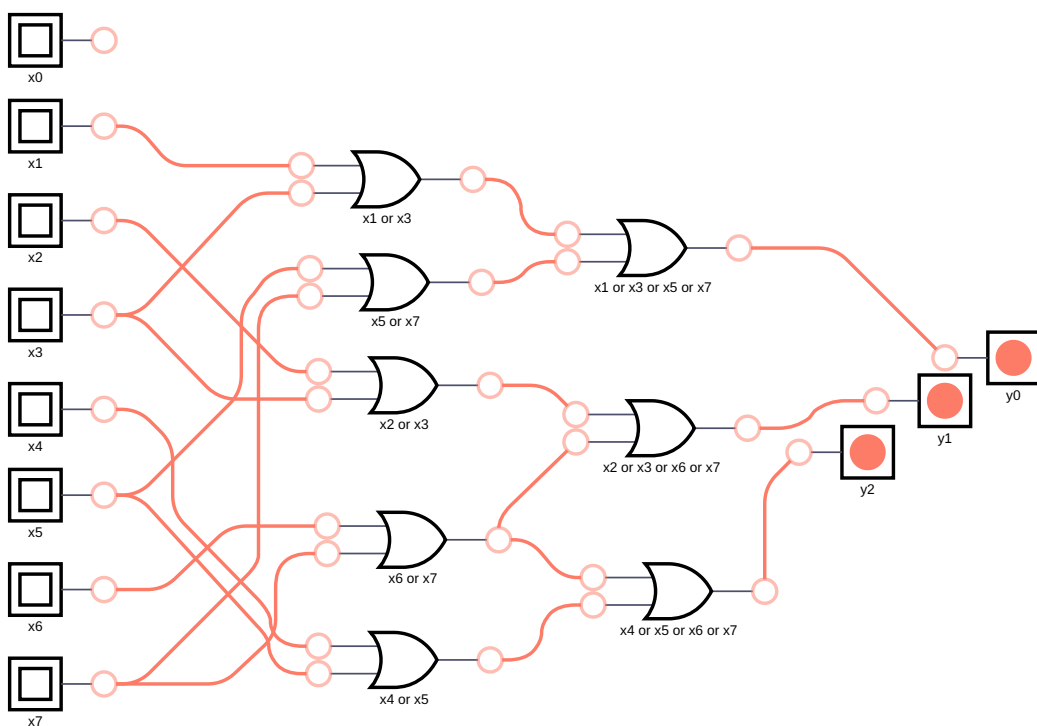 x0
x1
x2
x3
x4
x5
x6
x7
x1 or x3
x5 or x7
x2 or x3
x6 or x7
x4 or x5
x1 or x3 or x5 or x7
x2 or x3 or x6 or x7
x4 or x5 or x6 or x7
y0
y1
y2